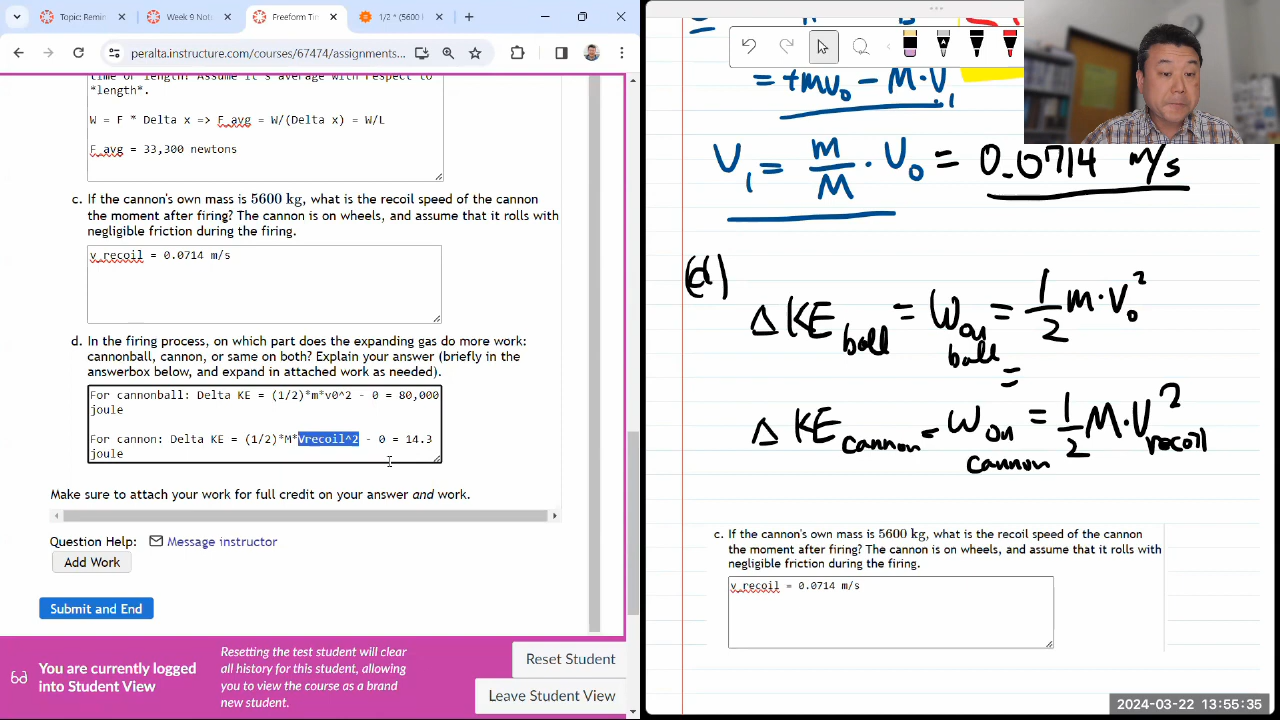 Topic: Remin
Week 9 Not
Freeform Tin
1/2 * (5600 l
peralta.instructure.com/cou
4/assignments
time or length. Assume it's average with respect to
*length*.
W = F * Delta x => F_avg = W/(Delta x) = W/L
F_avg = 33,300 newtons
c. If the cannon's own mass is 5600 kg, what is the recoil speed of the cannon
the moment after firing? The cannon is on wheels, and assume that it rolls with
negligible friction during the firing.
v_recoil = 0.0714 m/s
d. In the firing process, on which part does the expanding gas do more work:
cannonball, canon, or same on both? Explain your answer (briefly in the
answerbox below, and expand in attached work as needed).
For cannonball: Delta KE = (1/2)*m*v0^2 - 0 = 80,000
joule
For cannon: Delta KE = (1/2)*M*Vrecoil^2 - 0 = 14.3
joule
Make sure to attach your work for full credit on your answer and work.
Question Help:
Message instructor
Add Work
Submit and End
You are currently logged
into Student View
Resetting the test student will clear
all history for this student, allowing
you to view the course as a brand
new student.
Reset Student
Leave Student View
= +mv₀ - M·V₁
V₁ = m/M · V₀ = 0.0714 m/s
(d)
Δ KE ball = W on ball = 1/2 m·V₀²
=
Δ KE cannon = W on cannon = 1/2 M·V recoil ²
c. If the cannon's own mass is 5600 kg, what is the recoil speed of the cannon
the moment after firing? The cannon is on wheels, and assume that it rolls with
negligible friction during the firing.
v_recoil = 0.0714 m/s
2024-03-22 13:55:35